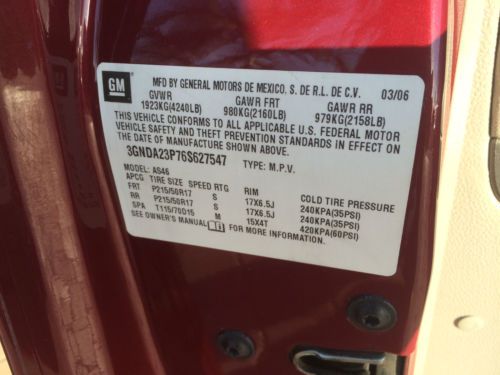 GM MFD BY GENERAL MOTORS DE MEXICO. S. DE R.L. DE C.V. 03/06
GVWR GAWR FRT GAWR RR
1923KG(4240LB) 980KG(2160LB) 979KG(2158LB)
THIS VEHICLE CONFORMS TO ALL APPLICABLE U.S. FEDERAL MOTOR
VEHICLE SAFETY AND THEFT PREVENTION STANDARDS IN EFFECT ON
THE DATE OF MANUFACTURE SHOWN ABOVE.
3GNDA23P76S627547 TYPE: M.P.V.
MODEL: AS46
APCG TIRE SIZE SPEED RTG RIM COLD TIRE PRESSURE
FRT P215/50R17 S 17X6.5J 240KPA(35PSI)
RR P215/50R17 S 17X6.5J 240KPA(35PSI)
SPA T115/70D15 M 15X4T 420KPA(60PSI)
SEE OWNER'S MANUAL FOR MORE INFORMATION.